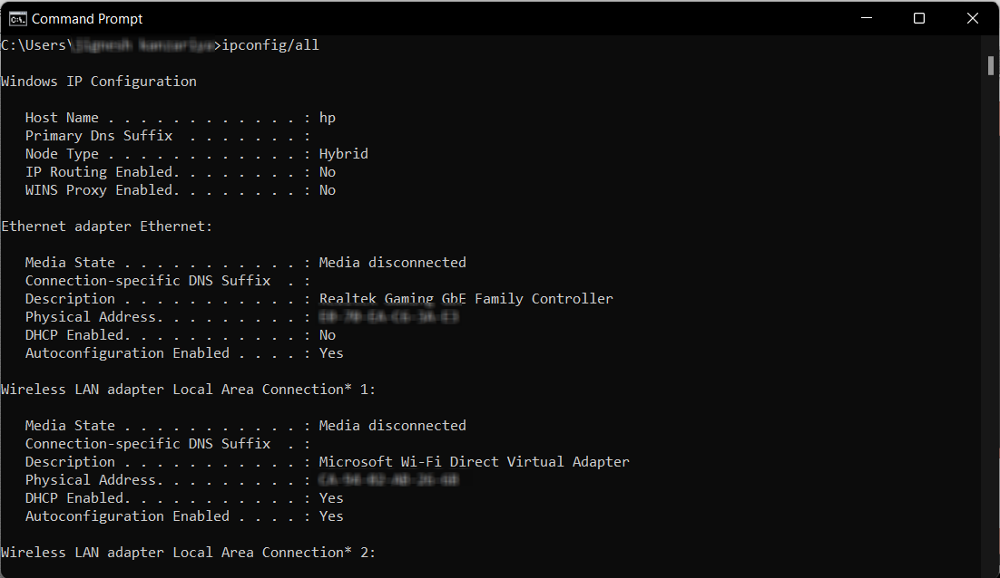 Command Prompt
C:\Users\ >ipconfig/all
Windows IP Configuration
Host Name . . . . . . . . . . . . : hp
Primary Dns Suffix  . . . . . . . :
Node Type . . . . . . . . . . . . : Hybrid
IP Routing Enabled. . . . . . . . : No
WINS Proxy Enabled. . . . . . . . : No
Ethernet adapter Ethernet:
Media State . . . . . . . . . . . : Media disconnected
Connection-specific DNS Suffix  . :
Description . . . . . . . . . . . : Realtek Gaming GbE Family Controller
Physical Address. . . . . . . . . :
DHCP Enabled. . . . . . . . . . . : No
Autoconfiguration Enabled . . . . : Yes
Wireless LAN adapter Local Area Connection* 1:
Media State . . . . . . . . . . . : Media disconnected
Connection-specific DNS Suffix  . :
Description . . . . . . . . . . . : Microsoft Wi-Fi Direct Virtual Adapter
Physical Address. . . . . . . . . :
DHCP Enabled. . . . . . . . . . . : Yes
Autoconfiguration Enabled . . . . : Yes
Wireless LAN adapter Local Area Connection* 2: